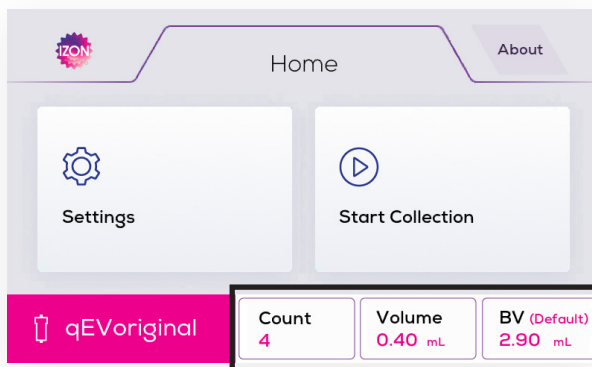 IZON
Home
About
Settings
Start Collection
qEVoriginal
Count
4
Volume
0.40 mL
BV (Default)
2.90 mL